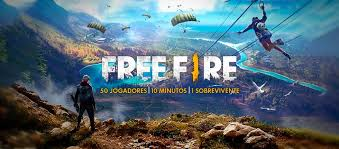 FREE FIRE
50 JOGADORES | 10 MINUTOS | 1 SOBREVIVENTE